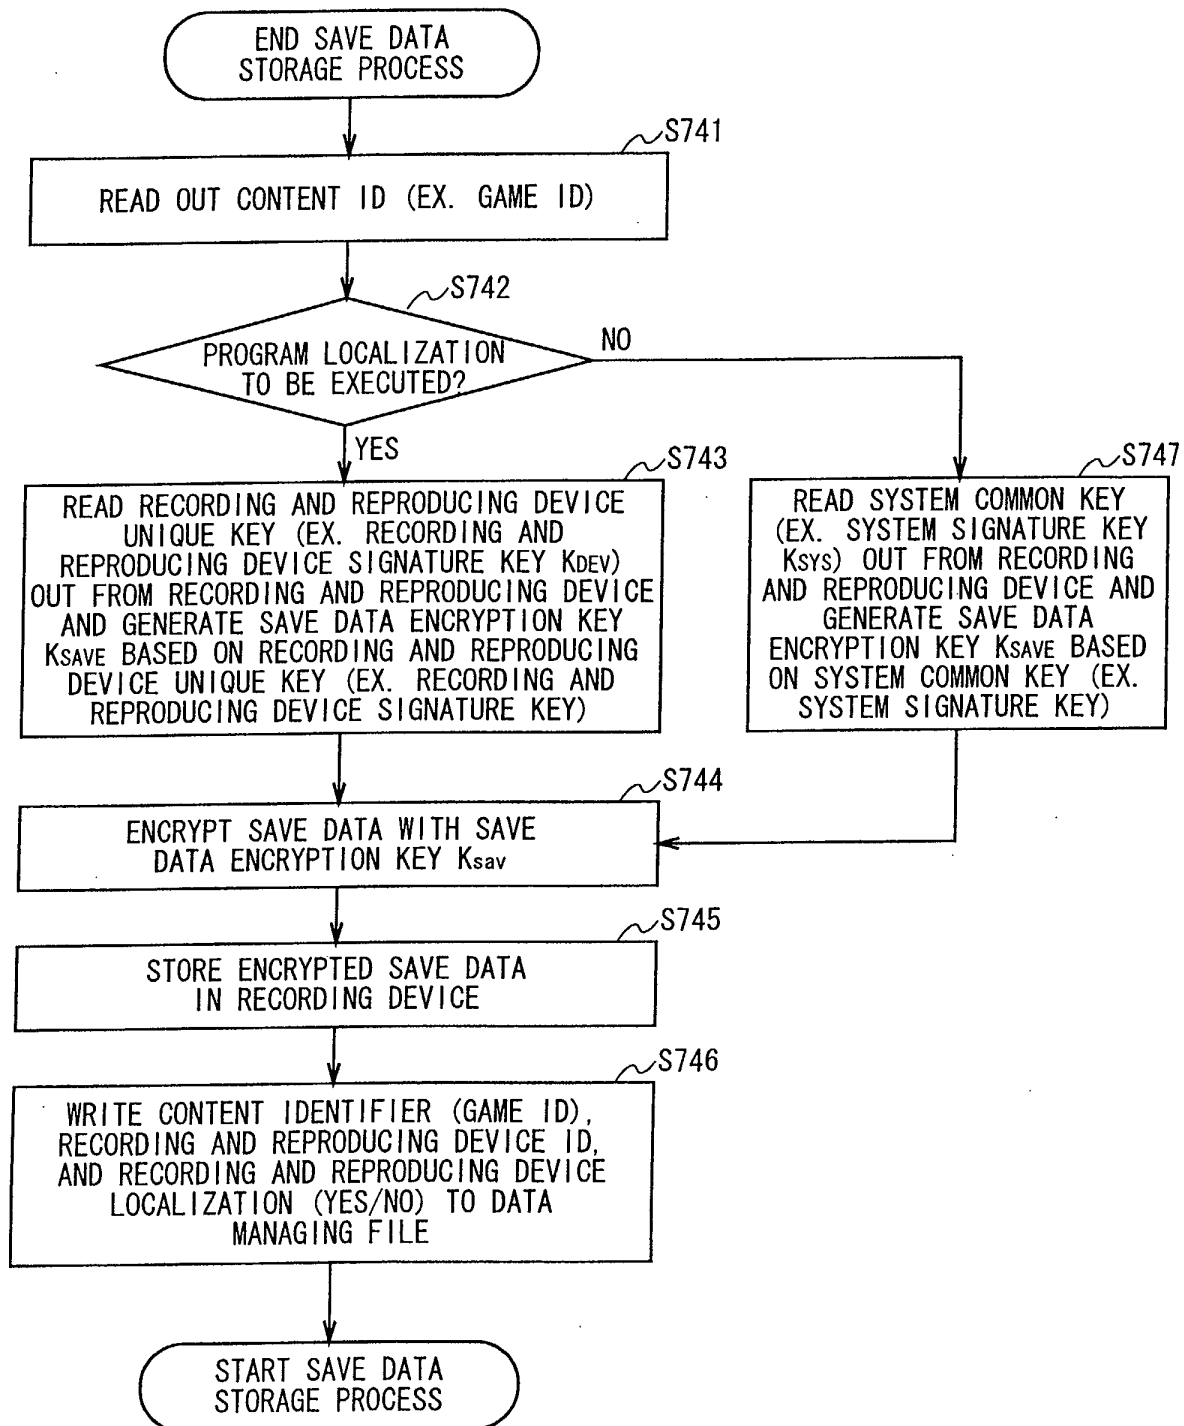 END SAVE DATA
STORAGE PROCESS
S741
READ OUT CONTENT ID (EX. GAME ID)
S742
PROGRAM LOCALIZATION
TO BE EXECUTED?
NO
YES
S743
READ RECORDING AND REPRODUCING DEVICE
UNIQUE KEY (EX. RECORDING AND
REPRODUCING DEVICE SIGNATURE KEY KDEV)
OUT FROM RECORDING AND REPRODUCING DEVICE
AND GENERATE SAVE DATA ENCRYPTION KEY
KSAVE BASED ON RECORDING AND REPRODUCING
DEVICE UNIQUE KEY (EX. RECORDING AND
REPRODUCING DEVICE SIGNATURE KEY)
S747
READ SYSTEM COMMON KEY
(EX. SYSTEM SIGNATURE KEY
KSYS) OUT FROM RECORDING
AND REPRODUCING DEVICE AND
GENERATE SAVE DATA
ENCRYPTION KEY KSAVE BASED
ON SYSTEM COMMON KEY (EX.
SYSTEM SIGNATURE KEY)
S744
ENCRYPT SAVE DATA WITH SAVE
DATA ENCRYPTION KEY Ksav
S745
STORE ENCRYPTED SAVE DATA
IN RECORDING DEVICE
S746
WRITE CONTENT IDENTIFIER (GAME ID),
RECORDING AND REPRODUCING DEVICE ID,
AND RECORDING AND REPRODUCING DEVICE
LOCALIZATION (YES/NO) TO DATA
MANAGING FILE
START SAVE DATA
STORAGE PROCESS